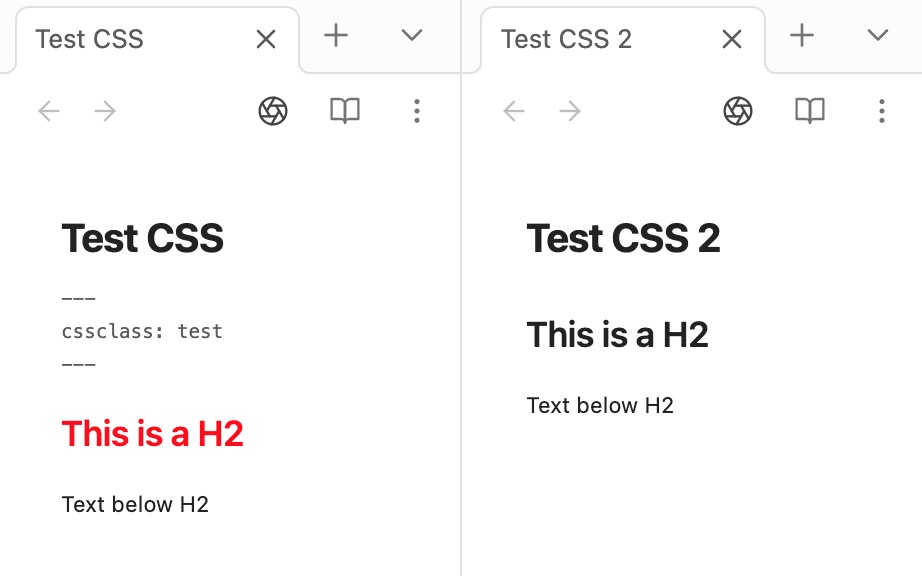 Test CSS
Test CSS
---
cssclass: test
---
This is a H2
Text below H2
Test CSS 2
Test CSS 2
This is a H2
Text below H2